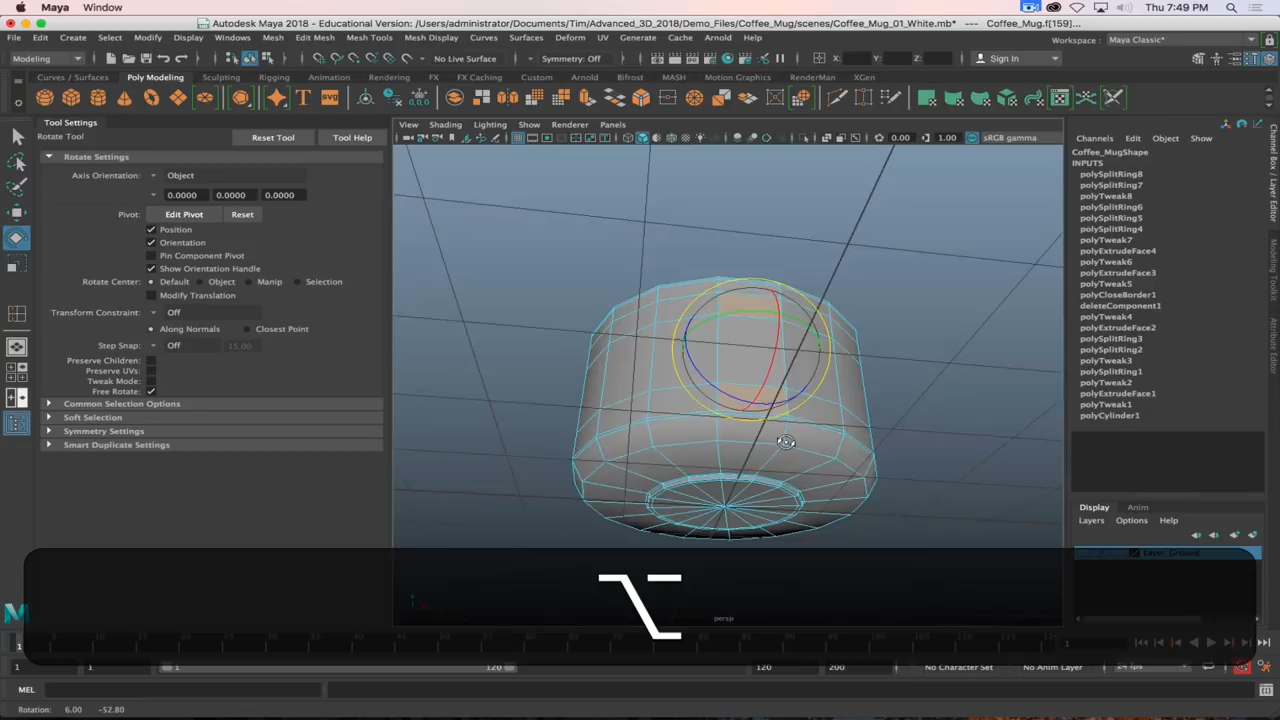 Maya Window Thu 7:49 PM
Autodesk Maya 2018 - Educational Version: /Users/administrator/Documents/Tim/Advanced_3D_2018/Demo_Files/Coffee_Mug/scenes/Coffee_Mug_01_White.mb* --- Coffee_Mug.f[159]...
File Edit Create Select Modify Display Windows Mesh Edit Mesh Mesh Tools Mesh Display Curves Surfaces Deform UV Generate Cache Arnold Help Workspace : Maya Classic*
Modeling No Live Surface Symmetry: Off X: Y: Z: Sign In
Curves / Surfaces Poly Modeling Sculpting Rigging Animation Rendering FX FX Caching Custom Arnold Bifrost MASH Motion Graphics XGen
Tool Settings
Rotate Tool Reset Tool Tool Help
Rotate Settings
Axis Orientation: Object
0.0000 0.0000 0.0000
Pivot: Edit Pivot Reset
Position
Orientation
Pin Component Pivot
Show Orientation Handle
Rotate Center: Default Object Manip Selection
Modify Translation
Transform Constraint: Off
Along Normals Closest Point
Step Snap: Off 15.00
Preserve Children:
Preserve UVs:
Tweak Mode:
Free Rotate:
Common Selection Options
Soft Selection
Symmetry Settings
Smart Duplicate Settings
View Shading Lighting Show Renderer Panels
0.00 1.00 sRGB gamma
persp
Channels Edit Object Show
Coffee_MugShape
INPUTS
polySplitRing8
polySplitRing7
polyTweak8
polySplitRing6
polySplitRing5
polySplitRing4
polyTweak7
polyExtrudeFace4
polyTweak6
polyExtrudeFace3
polyTweak5
polyCloseBorder1
deleteComponent1
polyTweak4
polyExtrudeFace2
polySplitRing3
polySplitRing2
polyTweak3
polySplitRing1
polyTweak2
polyExtrudeFace1
polyTweak1
polyCylinder1
Display Anim
Layers Options Help
Layer_Ground
Channel Box / Layer Editor
Modeling Toolkit
Attribute Editor
⌥
1 1 1 120 120 200 No Character Set No Anim Layer 24 fps
MEL
Rotation: 6.00 -52.80